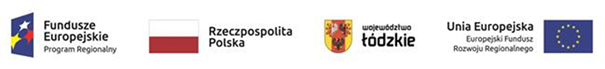 Fundusze
Europejskie
Program Regionalny
Rzeczpospolita
Polska
województwo
łódzkie
Unia Europejska
Europejski Fundusz
Rozwoju Regionalnego